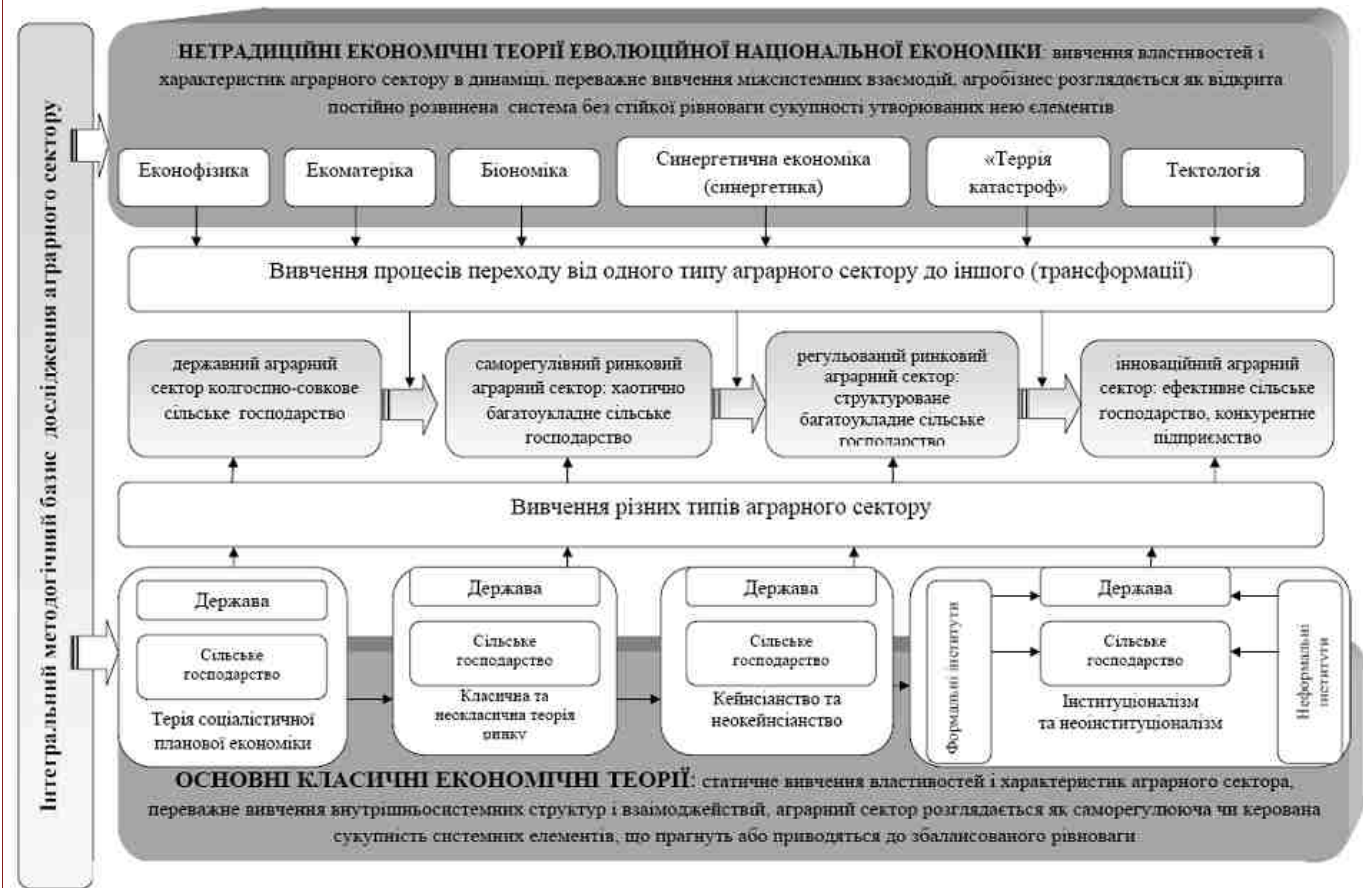 Інтегральний методологічний базис дослідження аграрного сектору
НЕТРАДИЦІЙНІ ЕКОНОМІЧНІ ТЕОРІЇ ЕВОЛЮЦІЙНОЇ НАЦІОНАЛЬНОЇ ЕКОНОМІКИ: вивчення властивостей і
характеристик аграрного сектору в динаміці, переважне вивчення міжсистемних взаємодій, агробізнес розглядається як відкрита
постійно розвинена система без стійкої рівноваги сукупності утворюваних нею єлементів
Еконофізика
Екоматеріка
Біономіка
Синергетична економіка
(синергетика)
«Террія
катастроф»
Тектологія
Вивчення процесів переходу від одного типу аграрного сектору до іншого (трансформації)
державний аграрний
сектор колгоспно-совкове
сільське господарство
саморегулівний ринковий
аграрний сектор: хаотично
багатоукладне сільське
господарство
регульований ринковий
аграрний сектор:
структуроване
багатоукладне сільське
господарство
інноваційний аграрний
сектор: ефективне сільське
господарство, конкурентне
підприємство
Вивчення різних типів аграрного сектору
Держава
Сільське
господарство
Терія соціалістичної
планової економіки
Держава
Сільське
господарство
Класична та
неокласична теорія
ринку
Держава
Сільське
господарство
Кейнсіанство та
неокейнсіанство
Формальні інститути
Держава
Сільське
господарство
Інституціоналізм
та неоінституціоналізм
Неформальні
інститути
ОСНОВНІ КЛАСИЧНІ ЕКОНОМІЧНІ ТЕОРІЇ: статичне вивчення властивостей і характеристик аграрного сектора,
переважне вивчення внутрішньосистемних структур і взаімоджействій, аграрний сектор розглядається як саморегулююча чи керована
сукупність системних елементів, що прагнуть або приводяться до збалансованого рівноваги